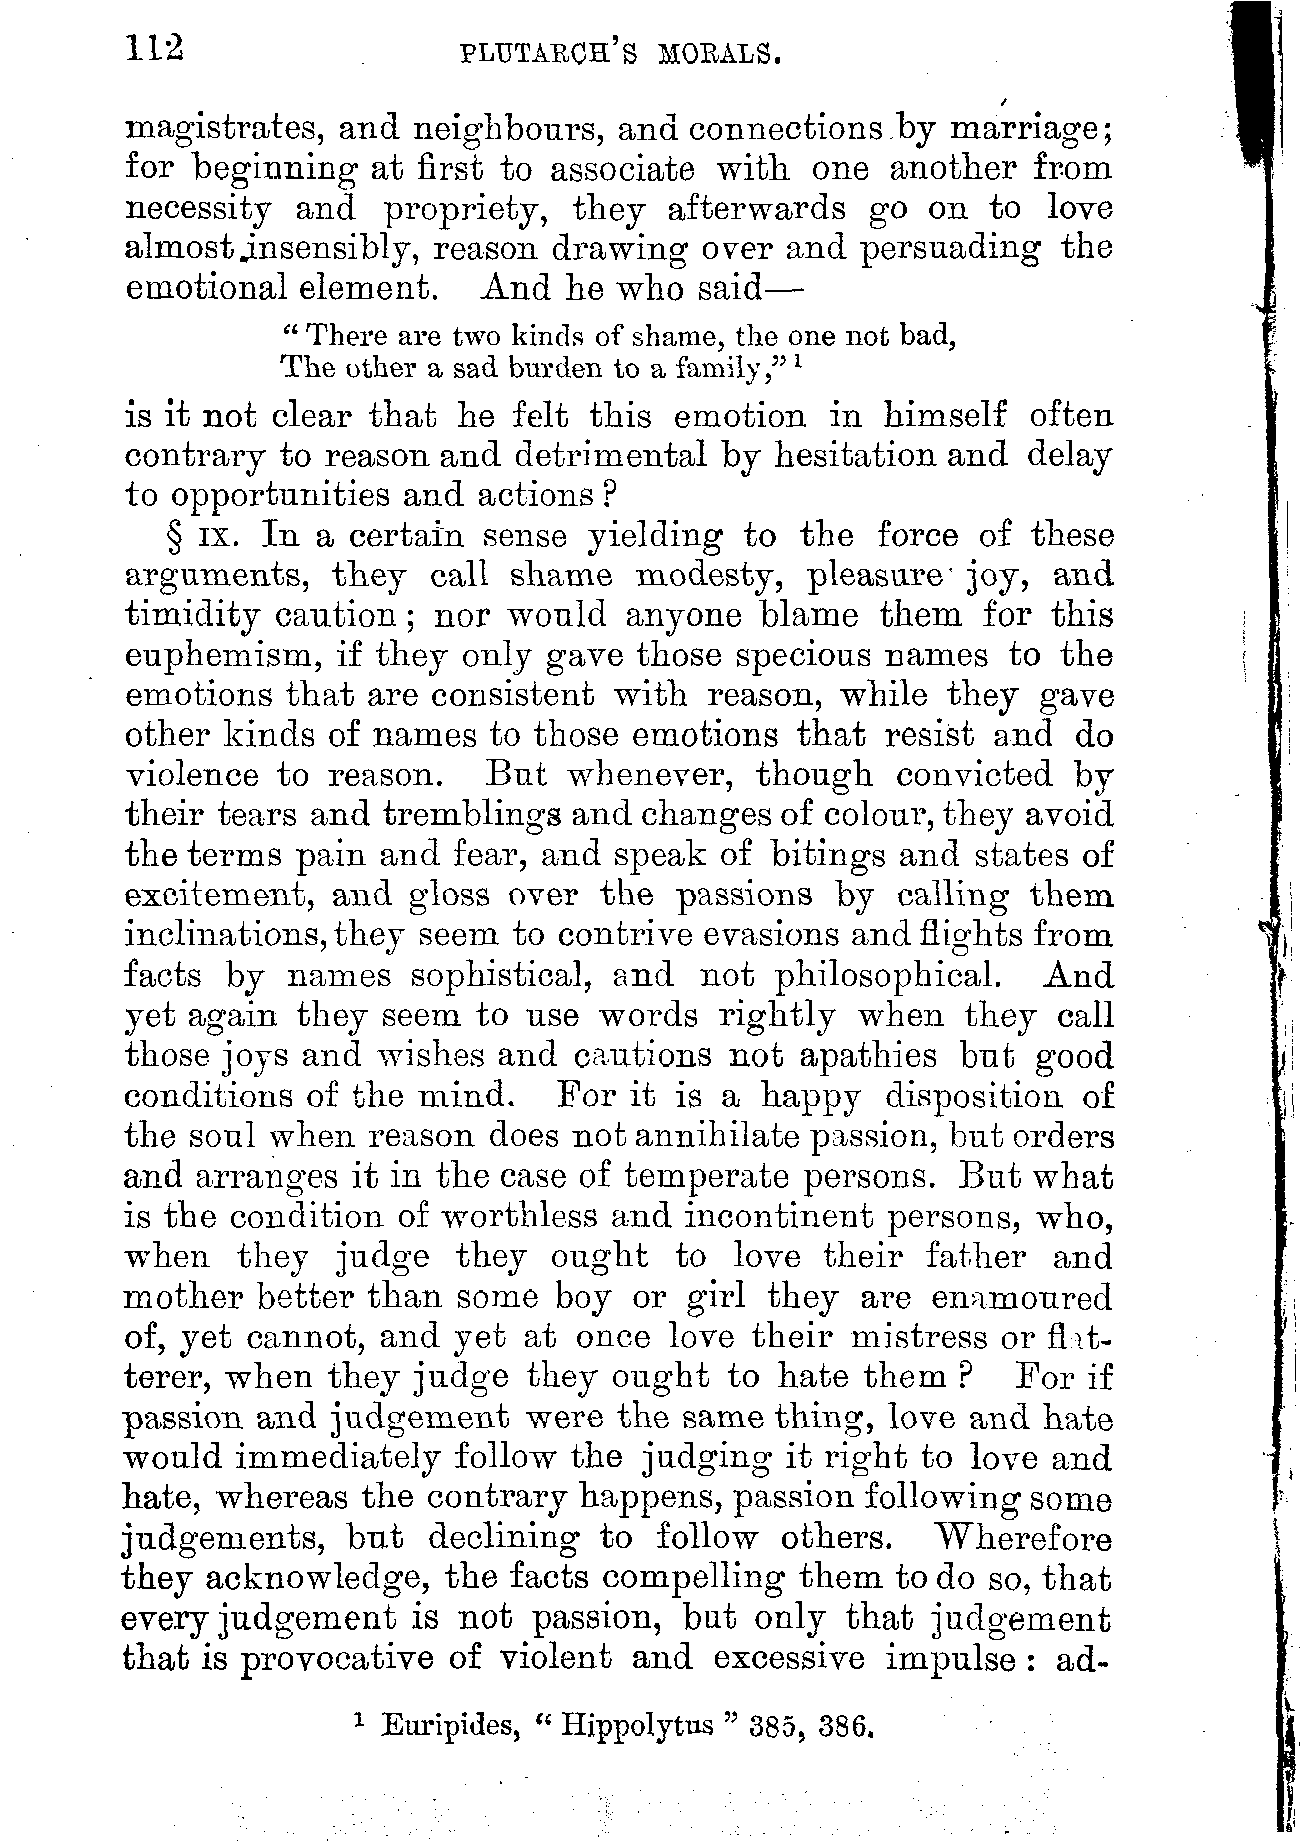 112
PLUTARCH'S MORALS.
magistrates, and neighbours, and connections by marriage;
for beginning at first to associate with one another from
necessity and propriety, they afterwards go on to love
almost insensibly, reason drawing over and persuading the
emotional element. And he who said—
“There are two kinds of shame, the one not bad,
The other a sad burden to a family,” 1
is it not clear that he felt this emotion in himself often
contrary to reason and detrimental by hesitation and delay
to opportunities and actions?
§ IX. In a certain sense yielding to the force of these
arguments, they call shame modesty, pleasure joy, and
timidity caution; nor would anyone blame them for this
euphemism, if they only gave those specious names to the
emotions that are consistent with reason, while they gave
other kinds of names to those emotions that resist and do
violence to reason. But whenever, though convicted by
their tears and tremblings and changes of colour, they avoid
the terms pain and fear, and speak of bitings and states of
excitement, and gloss over the passions by calling them
inclinations, they seem to contrive evasions and flights from
facts by names sophistical, and not philosophical. And
yet again they seem to use words rightly when they call
those joys and wishes and cautions not apathies but good
conditions of the mind. For it is a happy disposition of
the soul when reason does not annihilate passion, but orders
and arranges it in the case of temperate persons. But what
is the condition of worthless and incontinent persons, who,
when they judge they ought to love their father and
mother better than some boy or girl they are enamoured
of, yet cannot, and yet at once love their mistress or flat-
terer, when they judge they ought to hate them? For if
passion and judgement were the same thing, love and hate
would immediately follow the judging it right to love and
hate, whereas the contrary happens, passion following some
judgements, but declining to follow others. Wherefore
they acknowledge, the facts compelling them to do so, that
every judgement is not passion, but only that judgement
that is provocative of violent and excessive impulse: ad-
1 Euripides, “Hippolytus” 385, 386.